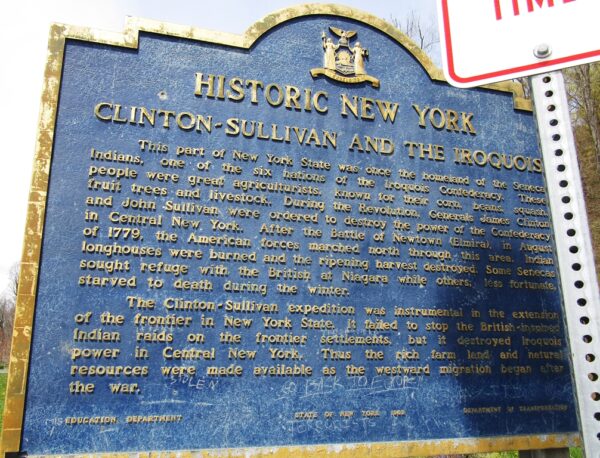 TIME
EXCELSIOR
HISTORIC NEW YORK
CLINTON-SULLIVAN AND THE IROQUOIS
This part of New York State was once the homeland of the Seneca
Indians, one of the six nations of the Iroquois Confederacy. These
people were great agriculturists, known for their corn, beans, squash,
fruit trees and livestock. During the Revolution, Generals James Clinton
and John Sullivan were ordered to destroy the power of the Confederacy
in Central New York. After the Battle of Newtown (Elmira), in August
of 1779, the American forces marched north through this area. Indian
longhouses were burned and the ripening harvest destroyed. Some Senecas
sought refuge with the British at Niagara while others, less fortunate,
starved to death during the winter.
The Clinton-Sullivan expedition was instrumental in the extension
of the frontier in New York State. It failed to stop the British-inspired
Indian raids on the frontier settlements, but it destroyed Iroquois
power in Central New York. Thus the rich farm land and natural
resources were made available as the westward migration began after
the war.
STOLEN
EDUCATION DEPARTMENT STATE OF NEW YORK 1969 DEPARTMENT OF TRANSPORTATION